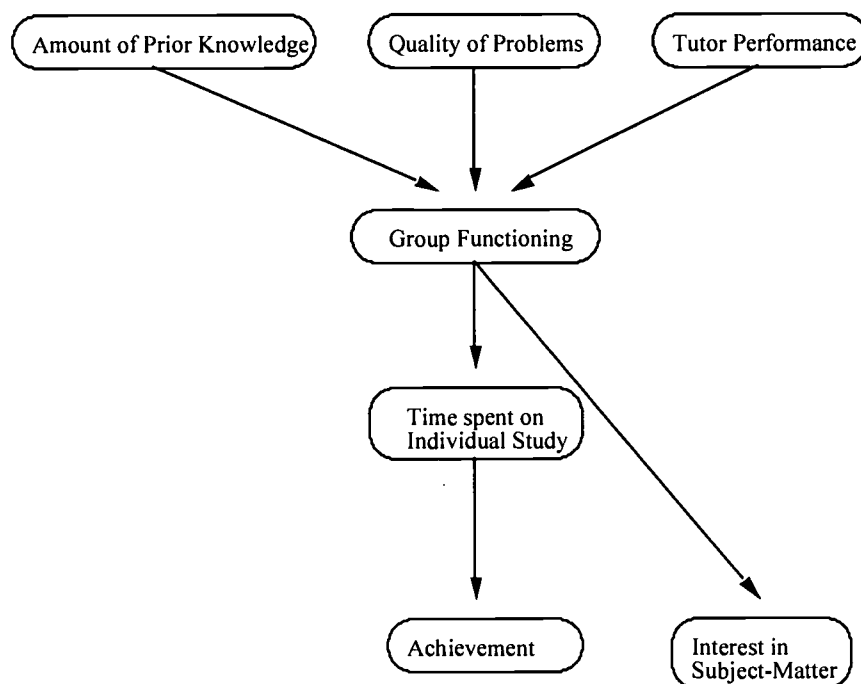 Amount of Prior Knowledge
Quality of Problems
Tutor Performance
Group Functioning
Time spent on
Individual Study
Achievement
Interest in
Subject-Matter